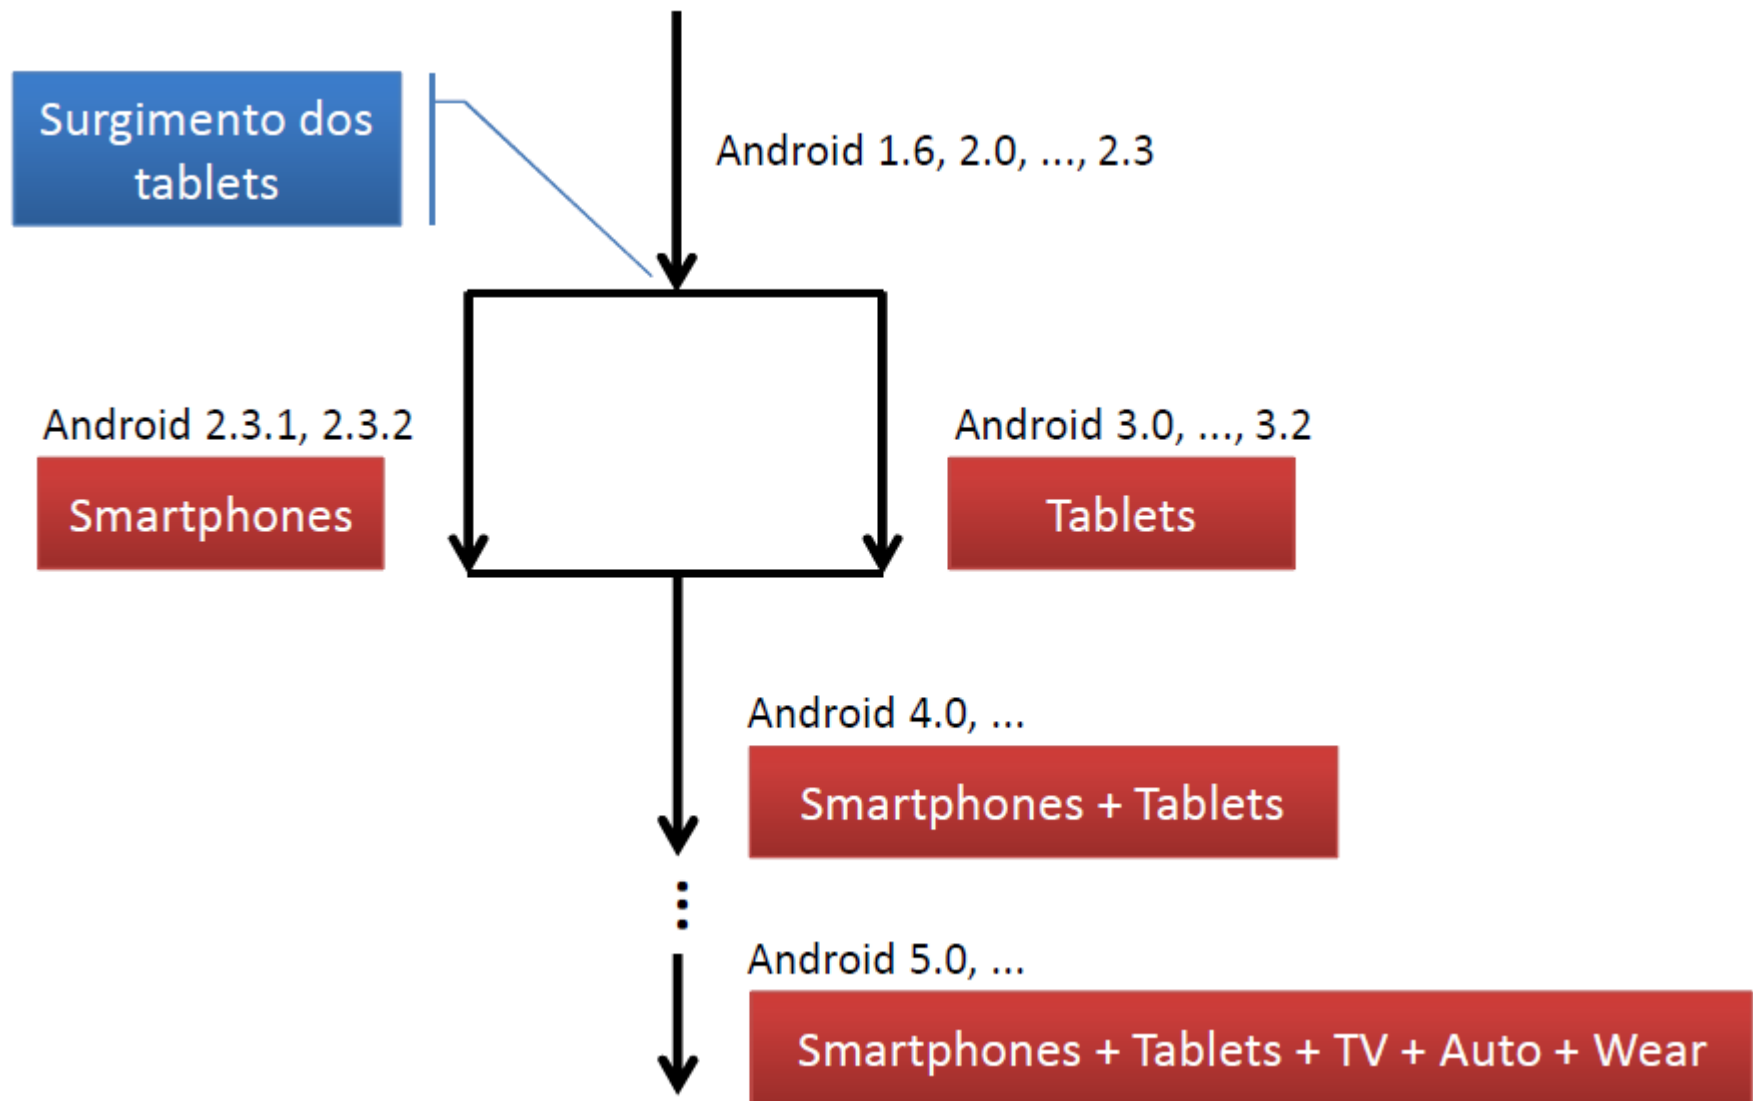 Surgimento dos
tablets
Android 1.6, 2.0, ..., 2.3
Android 2.3.1, 2.3.2
Smartphones
Android 3.0, ..., 3.2
Tablets
Android 4.0, ...
Smartphones + Tablets
Android 5.0, ...
Smartphones + Tablets + TV + Auto + Wear